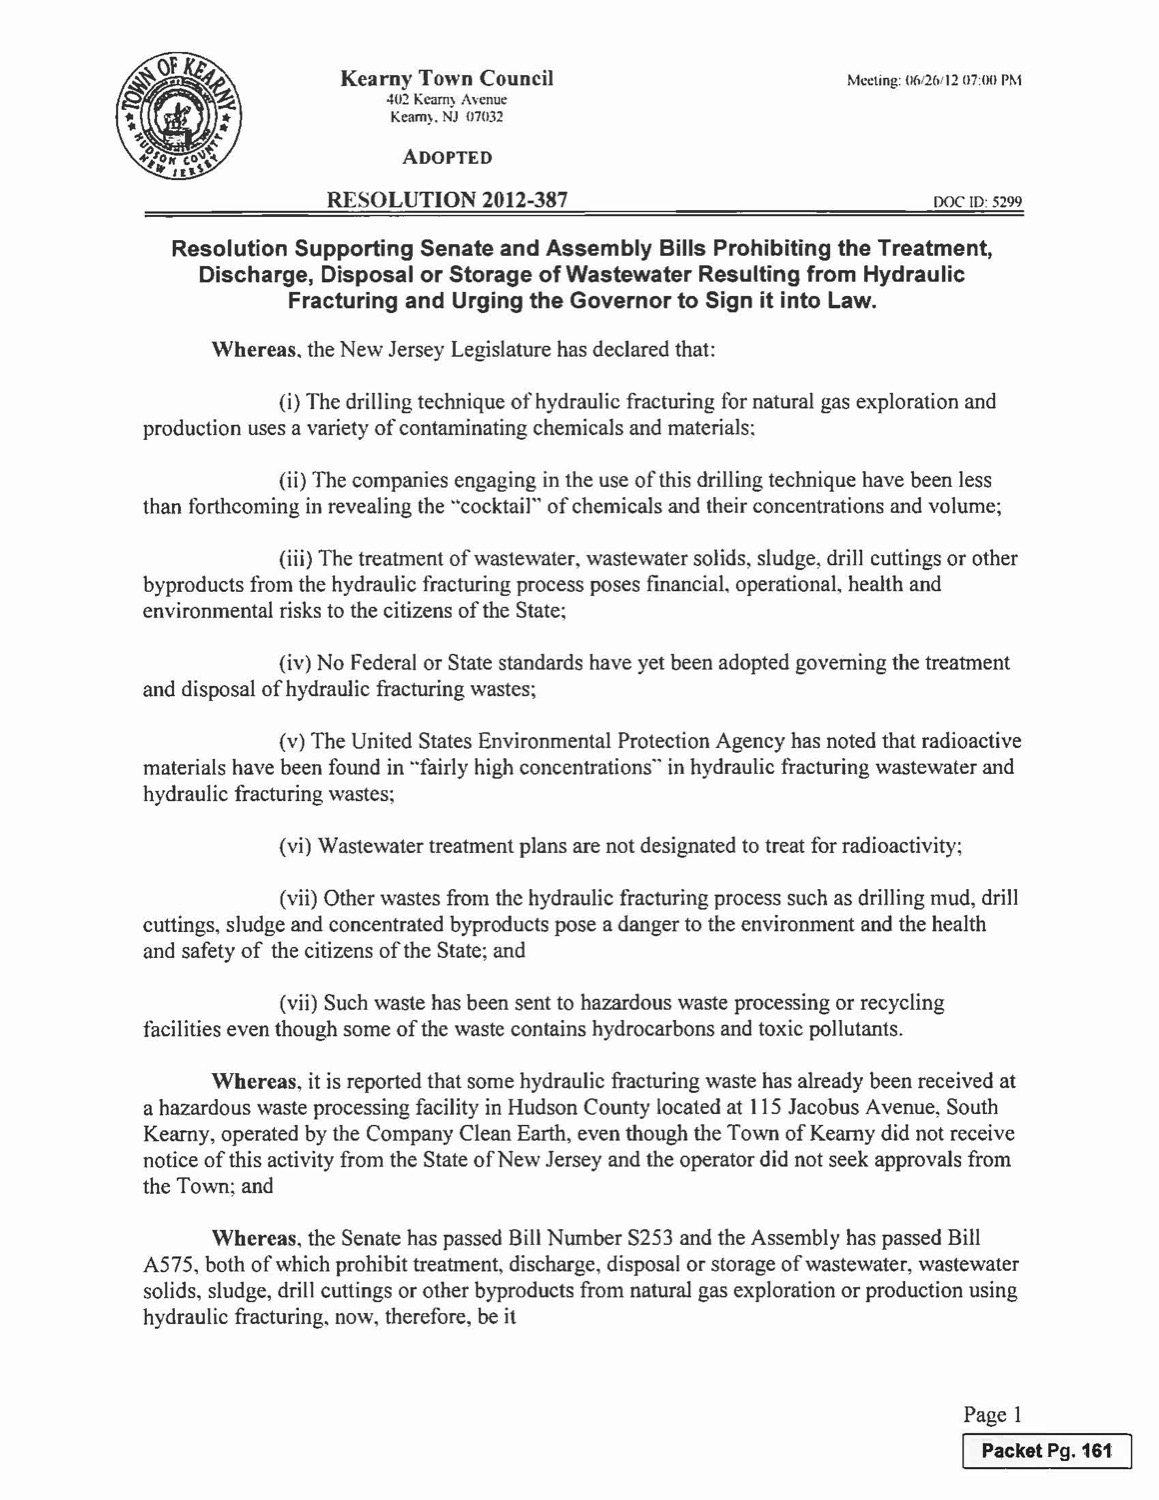 TOWN OF KEARNY
HUDSON COUNTY
NEW JERSEY
Kearny Town Council
402 Kearny Avenue
Kearny, NJ 07032
Meeting: 06/26/12 07:00 PM
ADOPTED
RESOLUTION 2012-387
DOC ID: 5299
Resolution Supporting Senate and Assembly Bills Prohibiting the Treatment,
Discharge, Disposal or Storage of Wastewater Resulting from Hydraulic
Fracturing and Urging the Governor to Sign it into Law.
Whereas, the New Jersey Legislature has declared that:
(i) The drilling technique of hydraulic fracturing for natural gas exploration and
production uses a variety of contaminating chemicals and materials;
(ii) The companies engaging in the use of this drilling technique have been less
than forthcoming in revealing the "cocktail" of chemicals and their concentrations and volume;
(iii) The treatment of wastewater, wastewater solids, sludge, drill cuttings or other
byproducts from the hydraulic fracturing process poses financial, operational, health and
environmental risks to the citizens of the State;
(iv) No Federal or State standards have yet been adopted governing the treatment
and disposal of hydraulic fracturing wastes;
(v) The United States Environmental Protection Agency has noted that radioactive
materials have been found in "fairly high concentrations" in hydraulic fracturing wastewater and
hydraulic fracturing wastes;
(vi) Wastewater treatment plans are not designated to treat for radioactivity;
(vii) Other wastes from the hydraulic fracturing process such as drilling mud, drill
cuttings, sludge and concentrated byproducts pose a danger to the environment and the health
and safety of the citizens of the State; and
(vii) Such waste has been sent to hazardous waste processing or recycling
facilities even though some of the waste contains hydrocarbons and toxic pollutants.
Whereas, it is reported that some hydraulic fracturing waste has already been received at
a hazardous waste processing facility in Hudson County located at 115 Jacobus Avenue, South
Kearny, operated by the Company Clean Earth, even though the Town of Kearny did not receive
notice of this activity from the State of New Jersey and the operator did not seek approvals from
the Town; and
Whereas, the Senate has passed Bill Number S253 and the Assembly has passed Bill
A575, both of which prohibit treatment, discharge, disposal or storage of wastewater, wastewater
solids, sludge, drill cuttings or other byproducts from natural gas exploration or production using
hydraulic fracturing, now, therefore, be it
Page 1
Packet Pg. 161